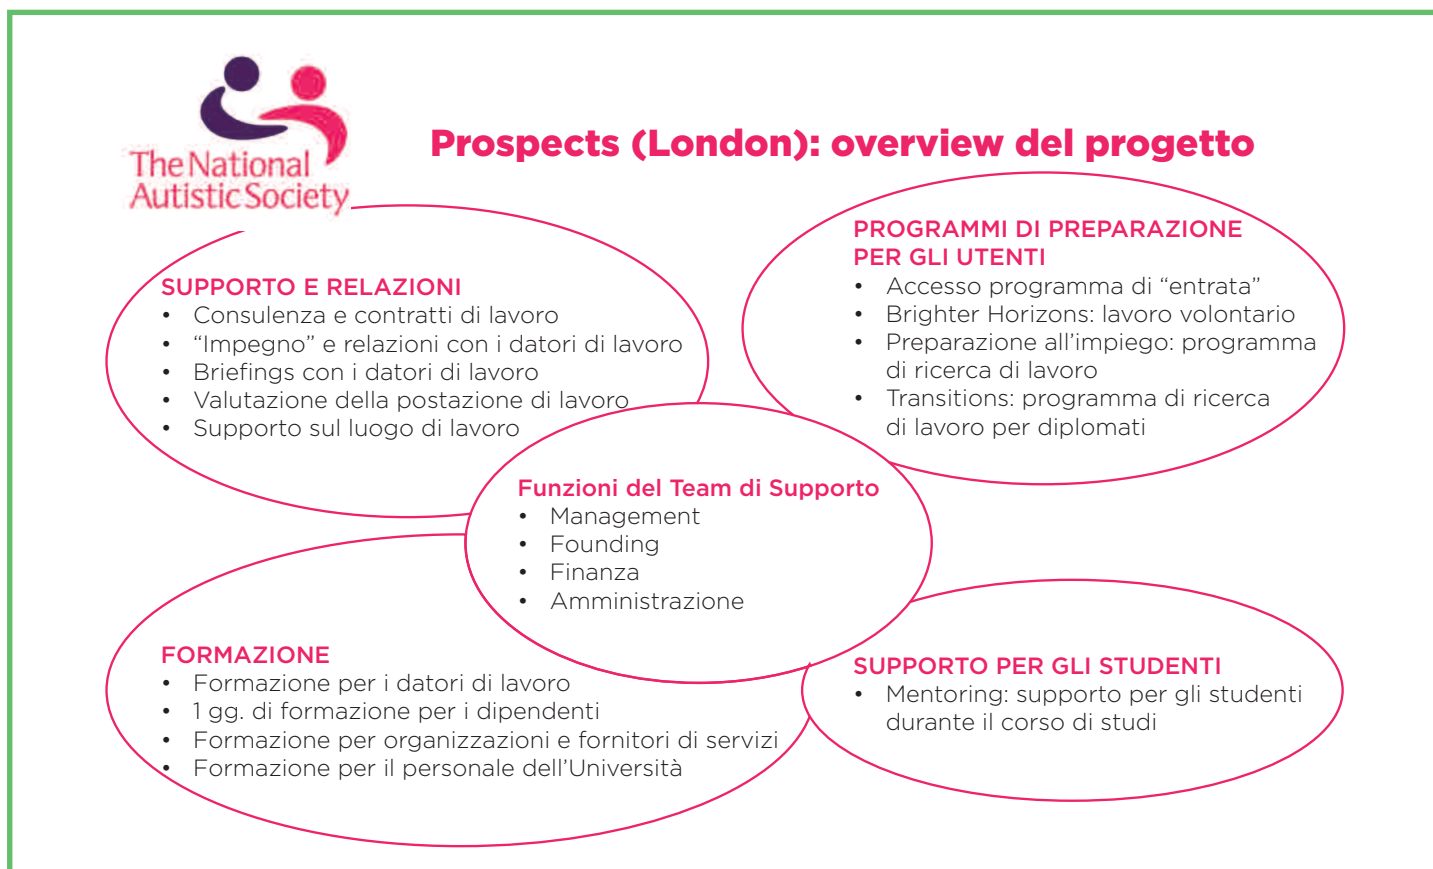 The National
Autistic Society
Prospects (London): overview del progetto
SUPPORTO E RELAZIONI
• Consulenza e contratti di lavoro
• “Impegno” e relazioni con i datori di lavoro
• Briefings con i datori di lavoro
• Valutazione della postazione di lavoro
• Supporto sul luogo di lavoro
PROGRAMMI DI PREPARAZIONE
PER GLI UTENTI
• Accesso programma di “entrata”
• Brighter Horizons: lavoro volontario
• Preparazione all’impiego: programma
di ricerca di lavoro
• Transitions: programma di ricerca
di lavoro per diplomati
Funzioni del Team di Supporto
• Management
• Founding
• Finanza
• Amministrazione
FORMAZIONE
• Formazione per i datori di lavoro
• 1 gg. di formazione per i dipendenti
• Formazione per organizzazioni e fornitori di servizi
• Formazione per il personale dell’Università
SUPPORTO PER GLI STUDENTI
• Mentoring: supporto per gli studenti
durante il corso di studi